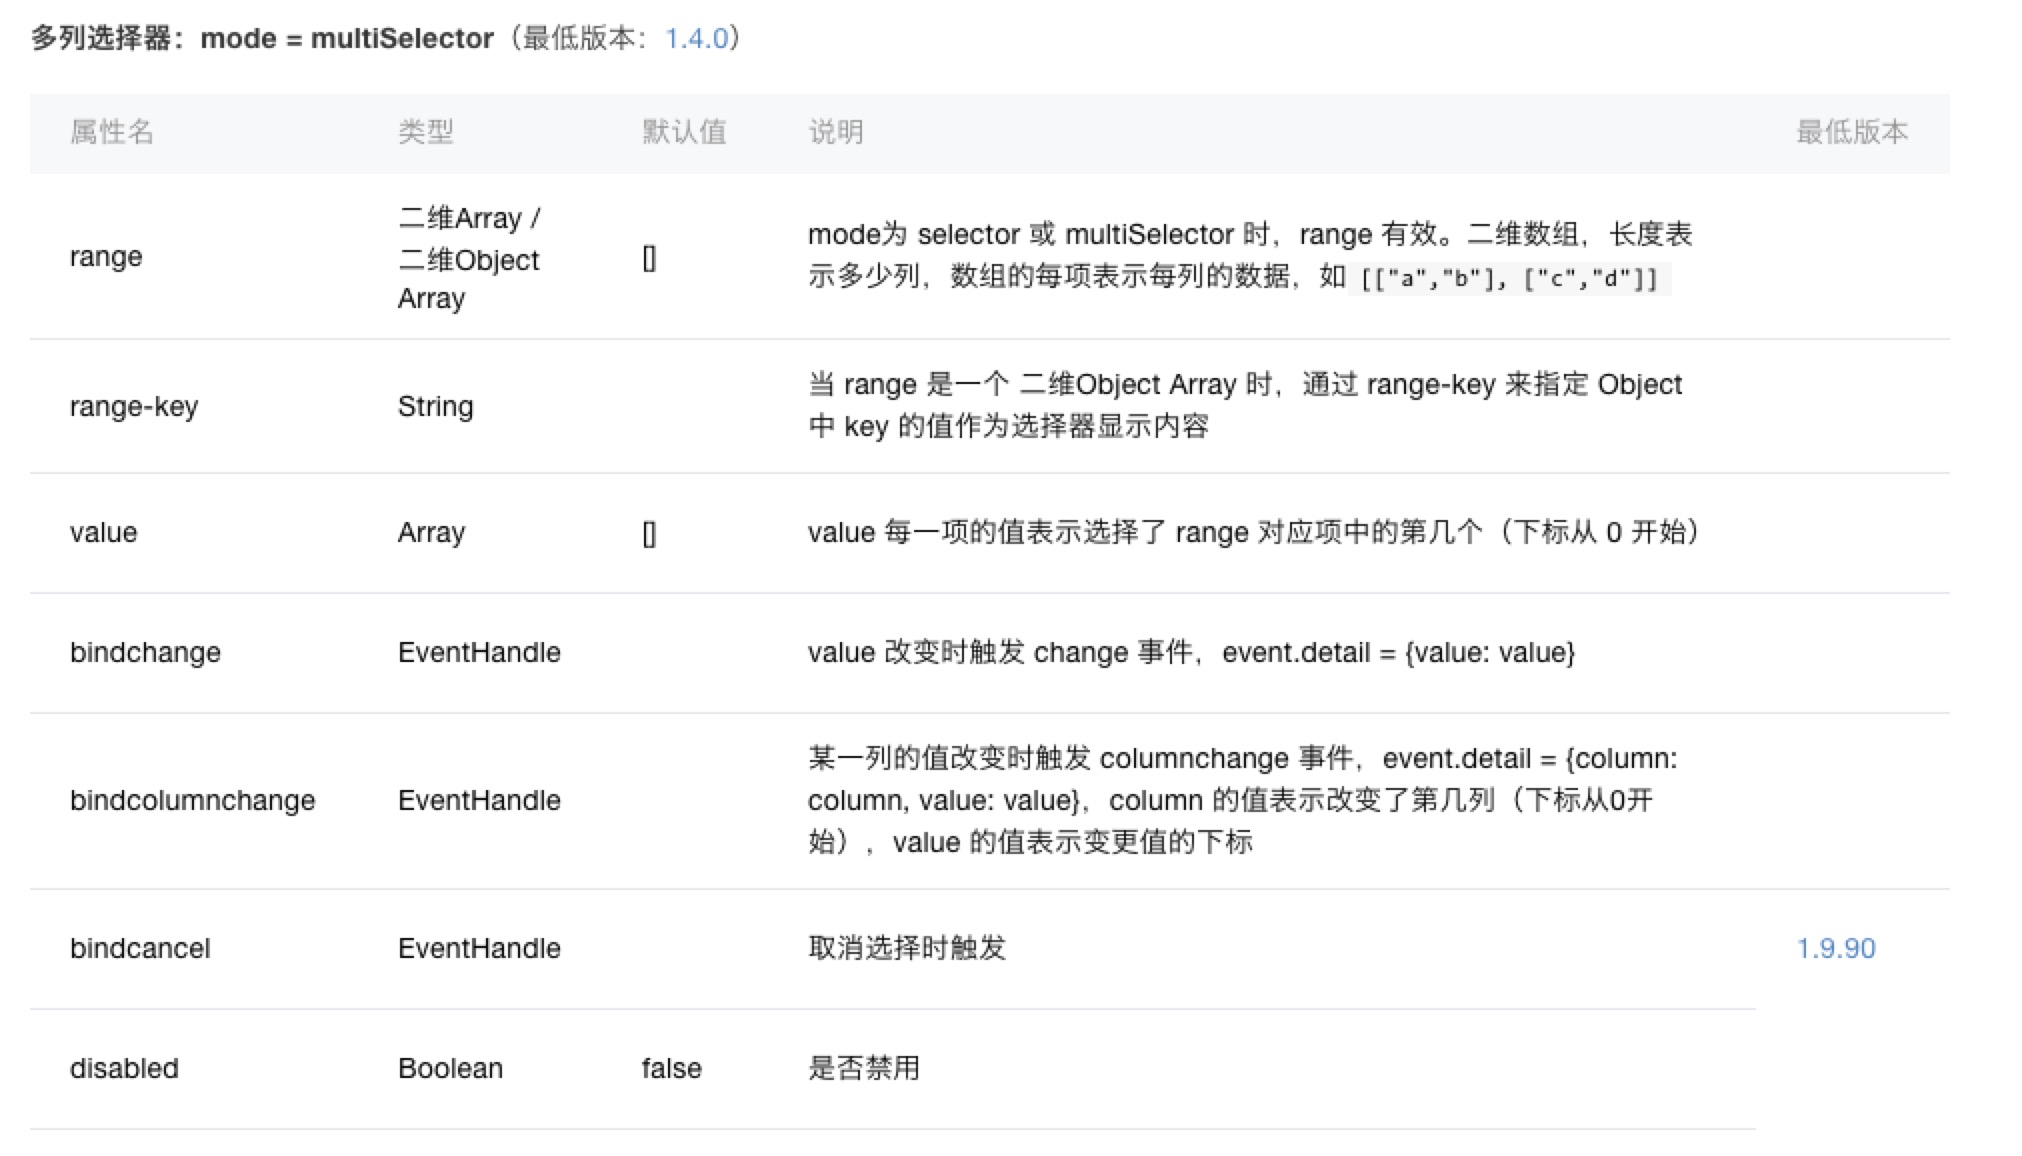 多列选择器：mode = multiSelector（最低版本：1.4.0）
属性名 类型 默认值 说明 最低版本
range 二维Array / 二维Object Array [] mode为 selector 或 multiSelector 时，range 有效。二维数组，长度表
示多少列，数组的每项表示每列的数据，如 [["a","b"], ["c","d"]]
range-key String 当 range 是一个 二维Object Array 时，通过 range-key 来指定 Object
中 key 的值作为选择器显示内容
value Array [] value 每一项的值表示选择了 range 对应项中的第几个（下标从 0 开始）
bindchange EventHandle value 改变时触发 change 事件，event.detail = {value: value}
bindcolumnchange EventHandle 某一列的值改变时触发 columnchange 事件，event.detail = {column:
column, value: value}，column 的值表示改变了第几列（下标从0开
始），value 的值表示变更值的下标
bindcancel EventHandle 取消选择时触发 1.9.90
disabled Boolean false 是否禁用